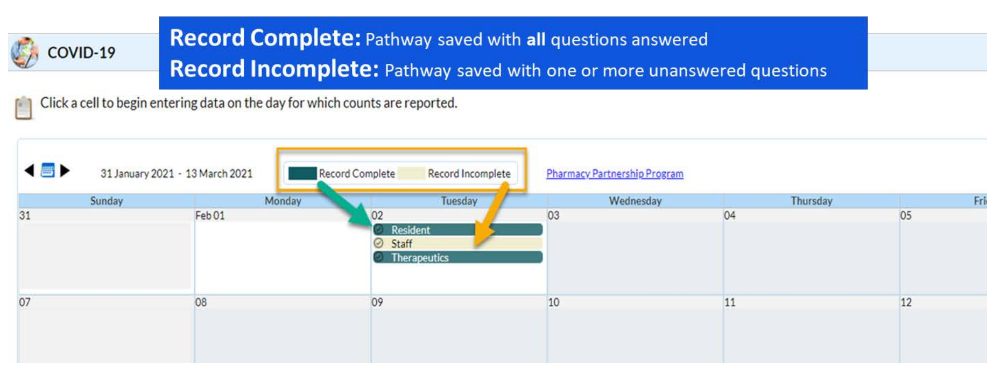 Record Complete: Pathway saved with all questions answered
Record Incomplete: Pathway saved with one or more unanswered questions
COVID-19
Click a cell to begin entering data on the day for which counts are reported.
31 January 2021 - 13 March 2021
Record Complete Record Incomplete
Pharmacy Partnership Program
Sunday Monday Tuesday Wednesday Thursday Fri
31 Feb 01 02 03 04 05
Resident
Staff
Therapeutics
07 08 09 10 11 12